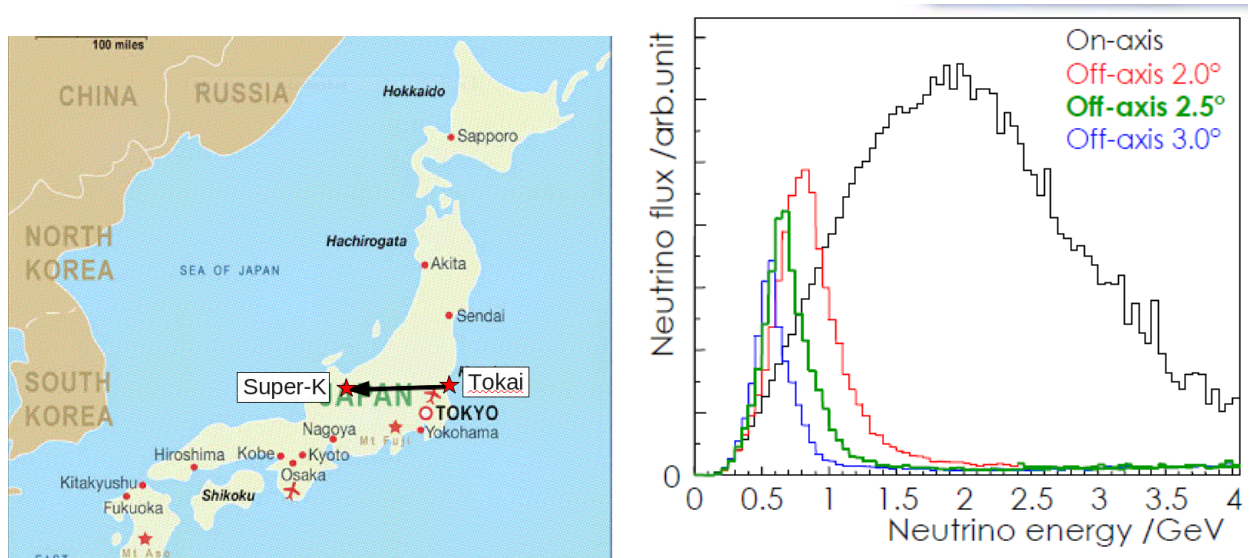 100 miles
CHINA
RUSSIA
Hokkaido
Sapporo
NORTH
KOREA
SEA OF JAPAN
Hachirogata
Akita
Sendai
SOUTH
KOREA
Super-K
JAPAN
Tokai
TOKYO
Yokohama
Nagoya
Mt Fuji
Hiroshima
Kobe
Kyoto
Osaka
Kitakyushu
Fukuoka
Shikoku
Mt Aso
EAST
On-axis
Off-axis 2.0°
Off-axis 2.5°
Off-axis 3.0°
Neutrino flux /arb.unit
0
0 0.5 1 1.5 2 2.5 3 3.5 4
Neutrino energy /GeV